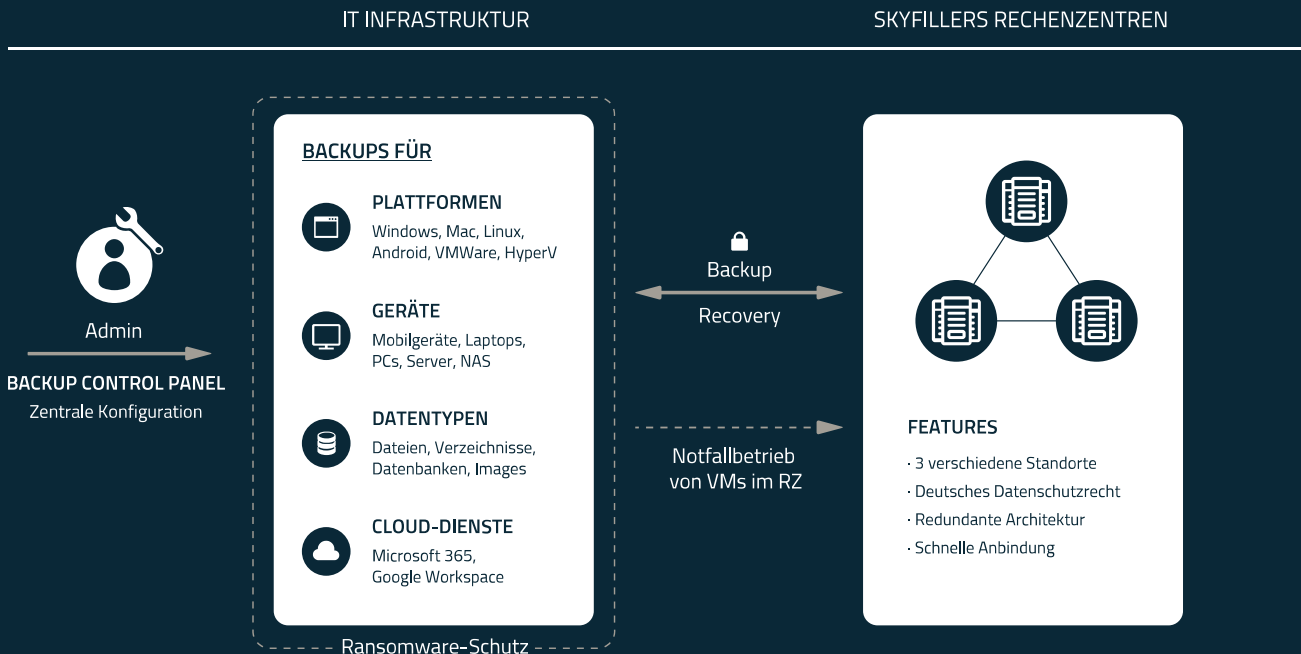 IT INFRASTRUKTUR
SKYFILLERS RECHENZENTREN
Admin
BACKUP CONTROL PANEL
Zentrale Konfiguration
BACKUPS FÜR
PLATTFORMEN
Windows, Mac, Linux,
Android, VMWare, HyperV
GERÄTE
Mobilgeräte, Laptops,
PCs, Server, NAS
DATENTYPEN
Dateien, Verzeichnisse,
Datenbanken, Images
CLOUD-DIENSTE
Microsoft 365,
Google Workspace
Ransomware-Schutz
Backup
Recovery
Notfallbetrieb
von VMs im RZ
FEATURES
· 3 verschiedene Standorte
· Deutsches Datenschutzrecht
· Redundante Architektur
· Schnelle Anbindung